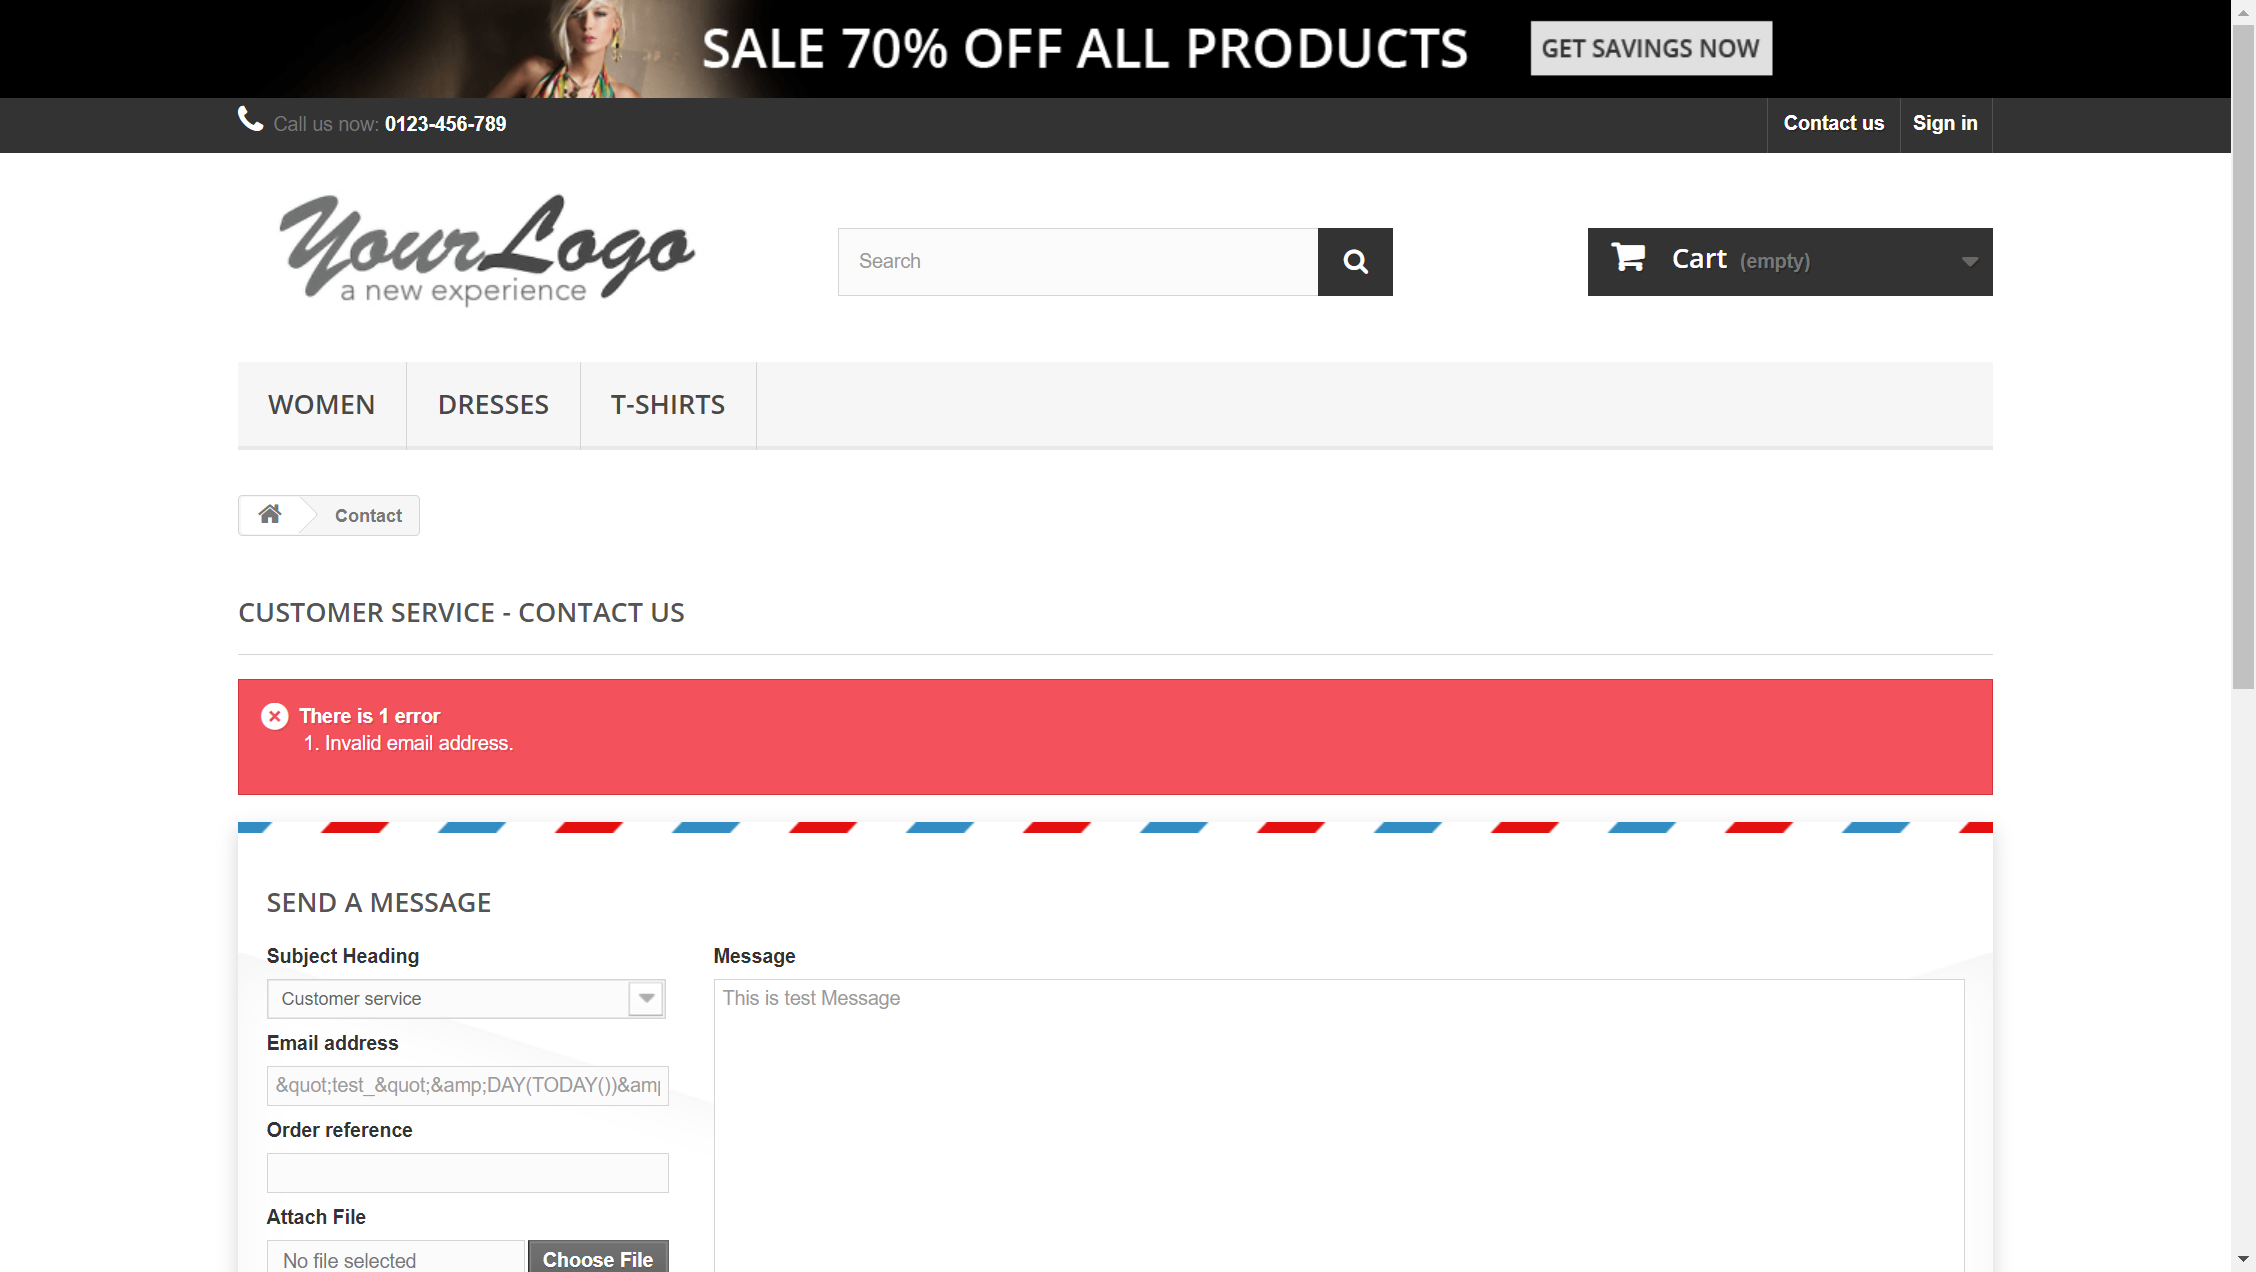 SALE 70% OFF ALL PRODUCTS GET SAVINGS NOW
Call us now: 0123-456-789 Contact us Sign in
YourLogo
a new experience
Search
Cart (empty)
WOMEN DRESSES T-SHIRTS
Contact
CUSTOMER SERVICE - CONTACT US
There is 1 error
1. Invalid email address.
SEND A MESSAGE
Subject Heading
Customer service
Email address
&quot;test_&quot;&amp;DAY(TODAY())&amp
Order reference
Attach File
No file selected Choose File
Message
This is test Message